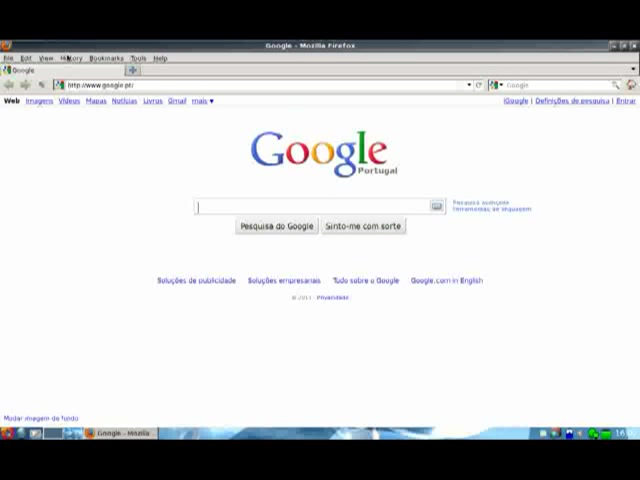 Google - Mozilla Firefox
File Edit View History Bookmarks Tools Help
Google
http://www.google.pt/
Google
Web Imagens Vídeos Mapas Notícias Livros Gmail mais ▼
iGoogle | Definições de pesquisa | Entrar
Google
Portugal
Pesquisa avançada
Ferramentas de linguagem
Pesquisa do Google
Sinto-me com sorte
Soluções de publicidade Soluções empresariais Tudo sobre o Google Google.com in English
Privacidade
Mudar imagem de fundo
Google - Mozilla